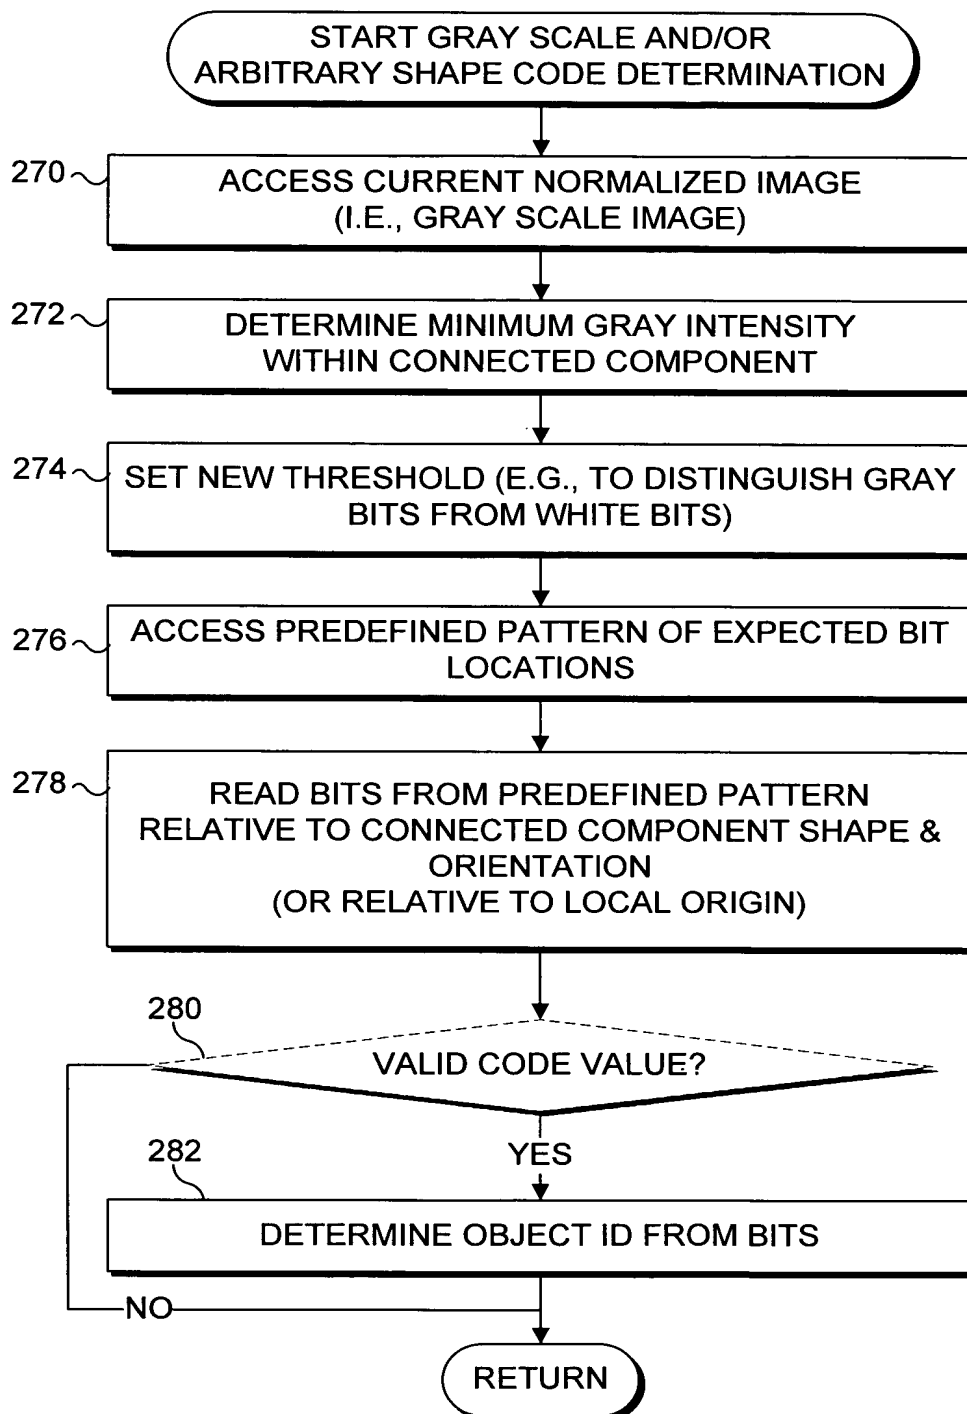 START GRAY SCALE AND/OR
ARBITRARY SHAPE CODE DETERMINATION
270
ACCESS CURRENT NORMALIZED IMAGE
(I.E., GRAY SCALE IMAGE)
272
DETERMINE MINIMUM GRAY INTENSITY
WITHIN CONNECTED COMPONENT
274
SET NEW THRESHOLD (E.G., TO DISTINGUISH GRAY
BITS FROM WHITE BITS)
276
ACCESS PREDEFINED PATTERN OF EXPECTED BIT
LOCATIONS
278
READ BITS FROM PREDEFINED PATTERN
RELATIVE TO CONNECTED COMPONENT SHAPE &
ORIENTATION
(OR RELATIVE TO LOCAL ORIGIN)
280
VALID CODE VALUE?
YES
282
DETERMINE OBJECT ID FROM BITS
NO
RETURN